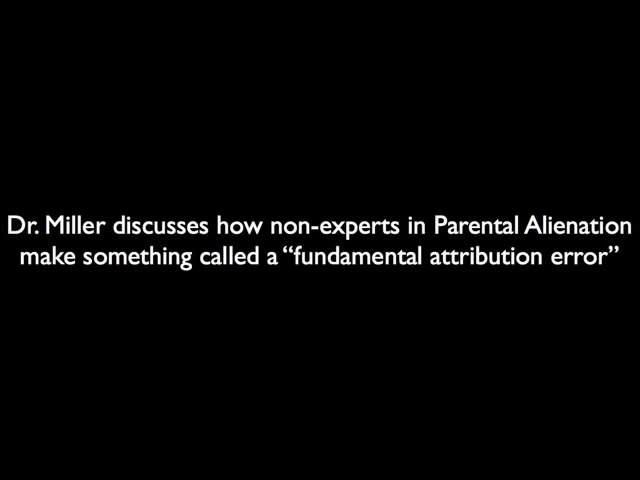 Dr. Miller discusses how non-experts in Parental Alienation
make something called a “fundamental attribution error”